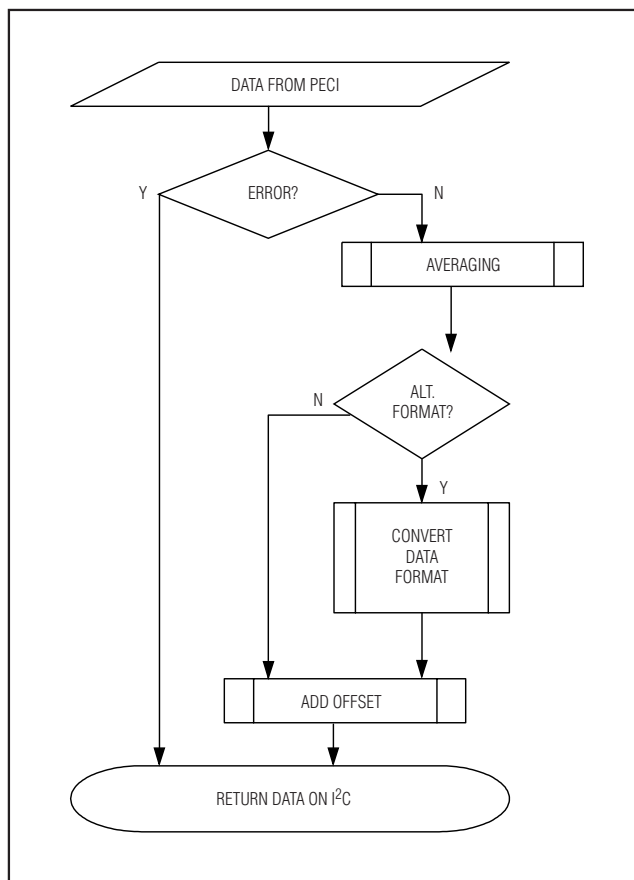 DATA FROM PECI
Y
ERROR?
N
AVERAGING
N
ALT.
FORMAT?
Y
CONVERT
DATA
FORMAT
ADD OFFSET
RETURN DATA ON I²C